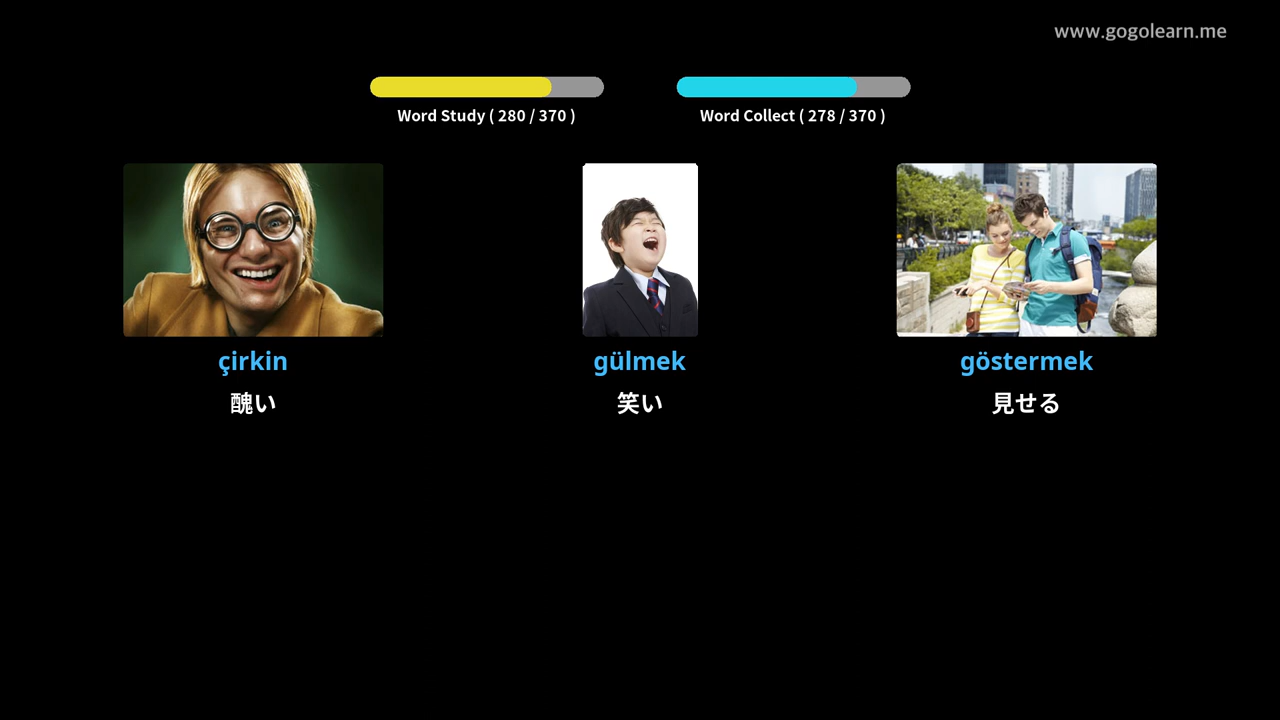 www.gogolearn.me
Word Study ( 280 / 370 )
Word Collect ( 278 / 370 )
çirkin
gülmek
göstermek
醜い
笑い
見せる